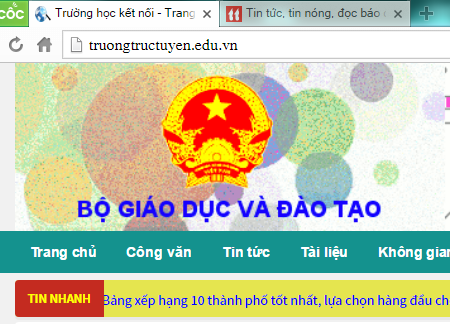 CỐC
Trường học kết nối - Trang
Tin tức, tin nóng, đọc báo
truongtructuyen.edu.vn
VIỆT NAM
BỘ GIÁO DỤC VÀ ĐÀO TẠO
Trang chủ Công văn Tin tức Tài liệu Không gian
TIN NHANH Bảng xếp hạng 10 thành phố tốt nhất, lựa chọn hàng đầu